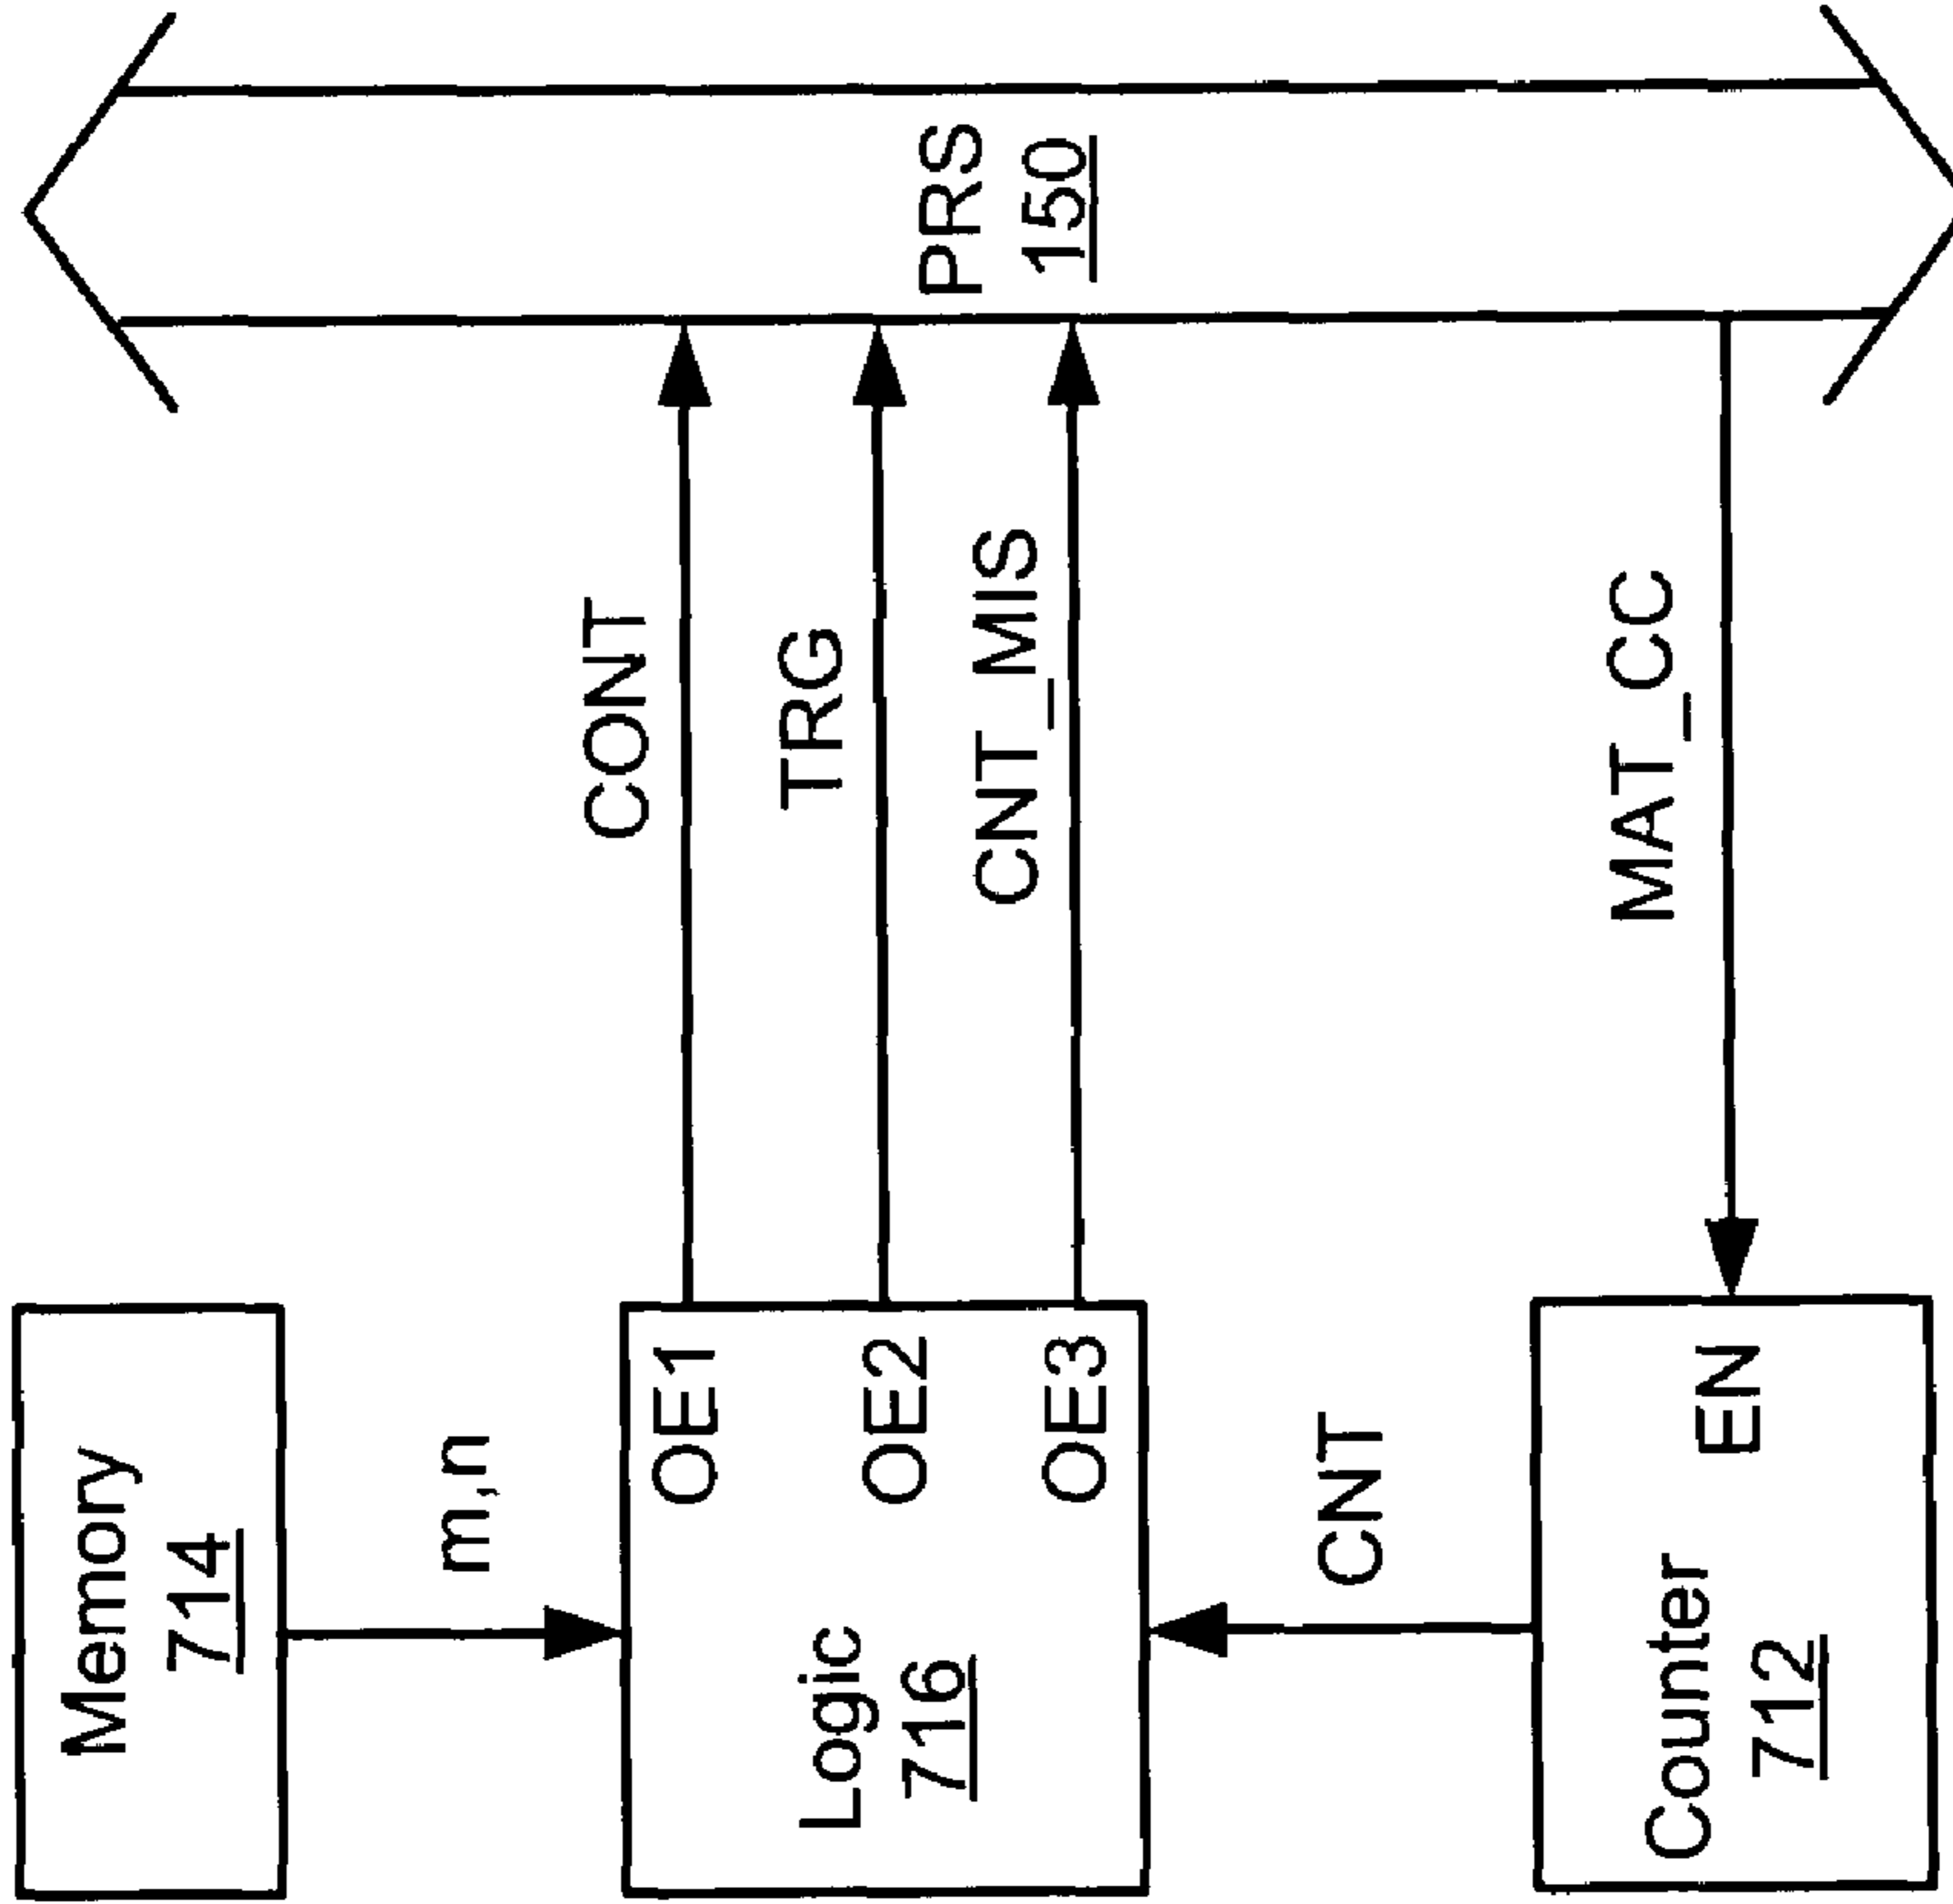 PRS
150
CONT
TRG
CNT_MIS
MAT_CC
Memory
714
m,n
OE1
OE2
OE3
Logic
716
CNT
EN
Counter
712